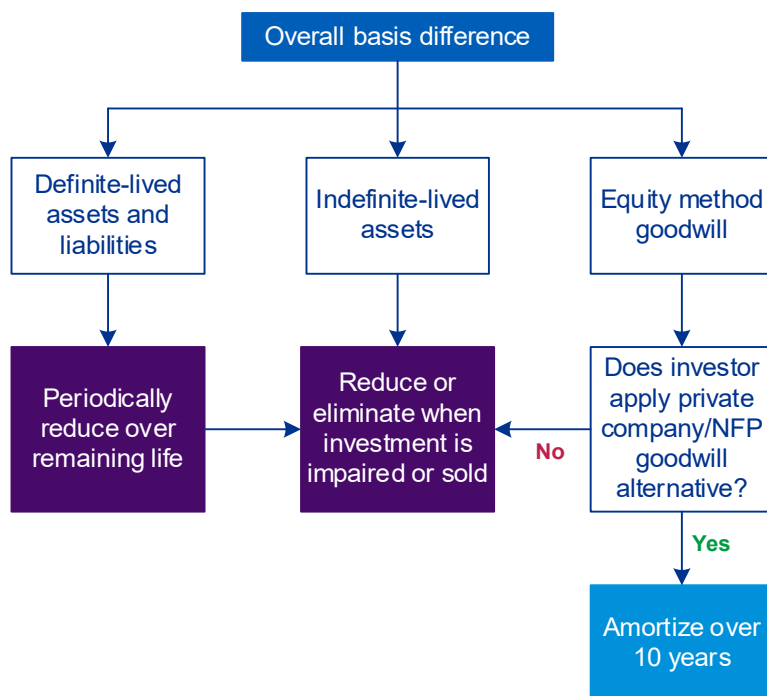 Overall basis difference
Definite-lived
assets and
liabilities
Indefinite-lived
assets
Equity method
goodwill
Periodically
reduce over
remaining life
Reduce or
eliminate when
investment is
impaired or sold
No
Does investor
apply private
company/NFP
goodwill
alternative?
Yes
Amortize over
10 years